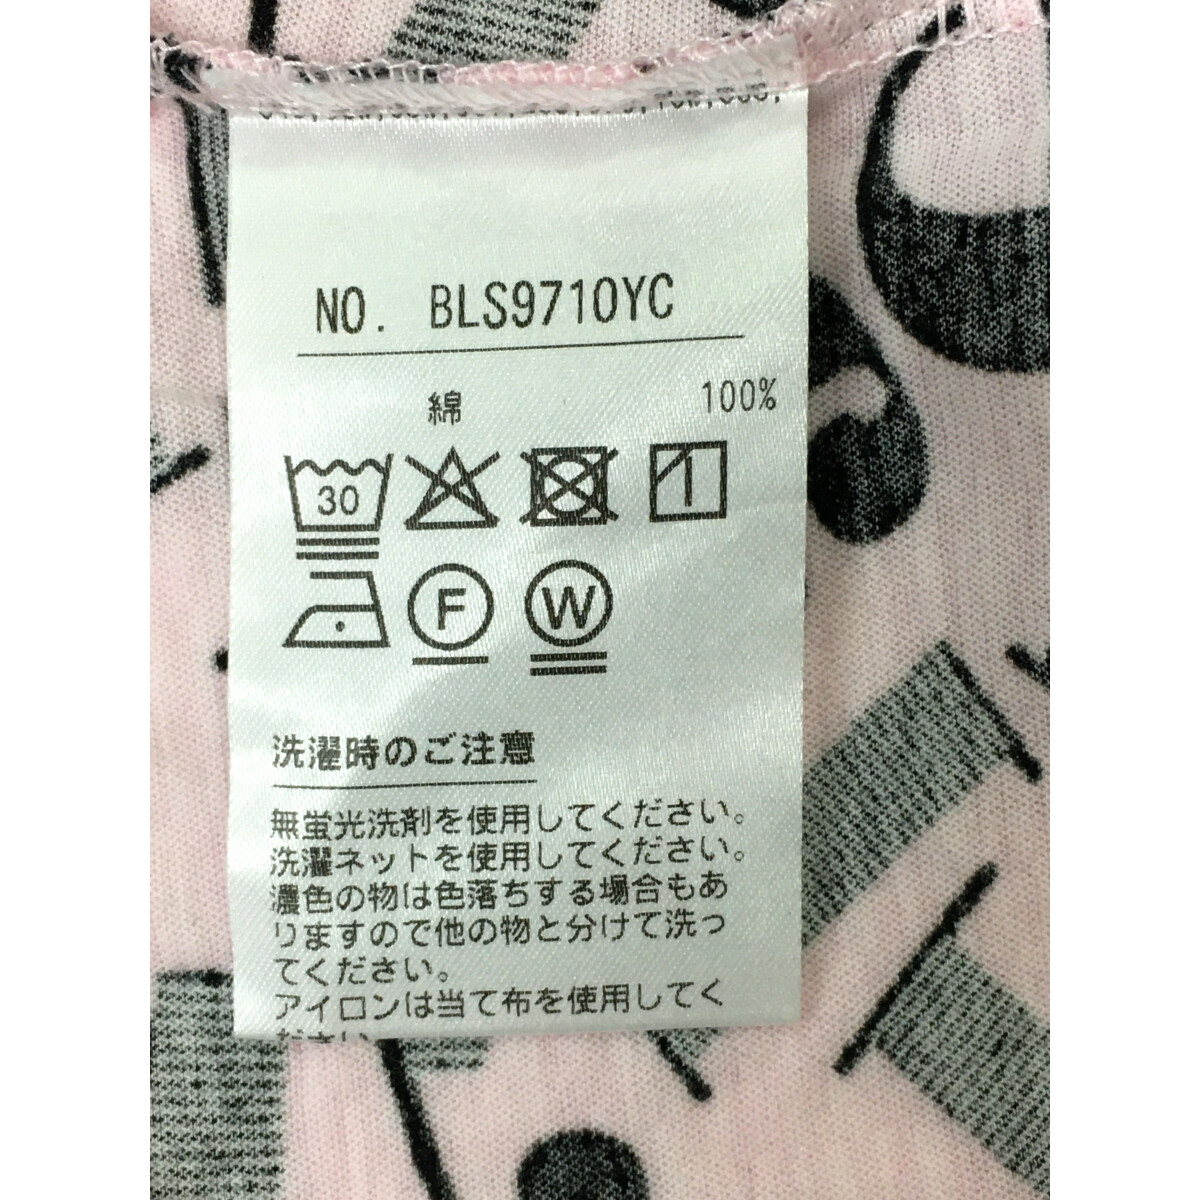 NO. BLS9710YC
綿 100%
30
F W
洗濯時のご注意
無蛍光洗剤を使用してください。
洗濯ネットを使用してください。
濃色の物は色落ちする場合もあ
りますので他の物と分けて洗っ
てください。
アイロンは当て布を使用してく
ださい